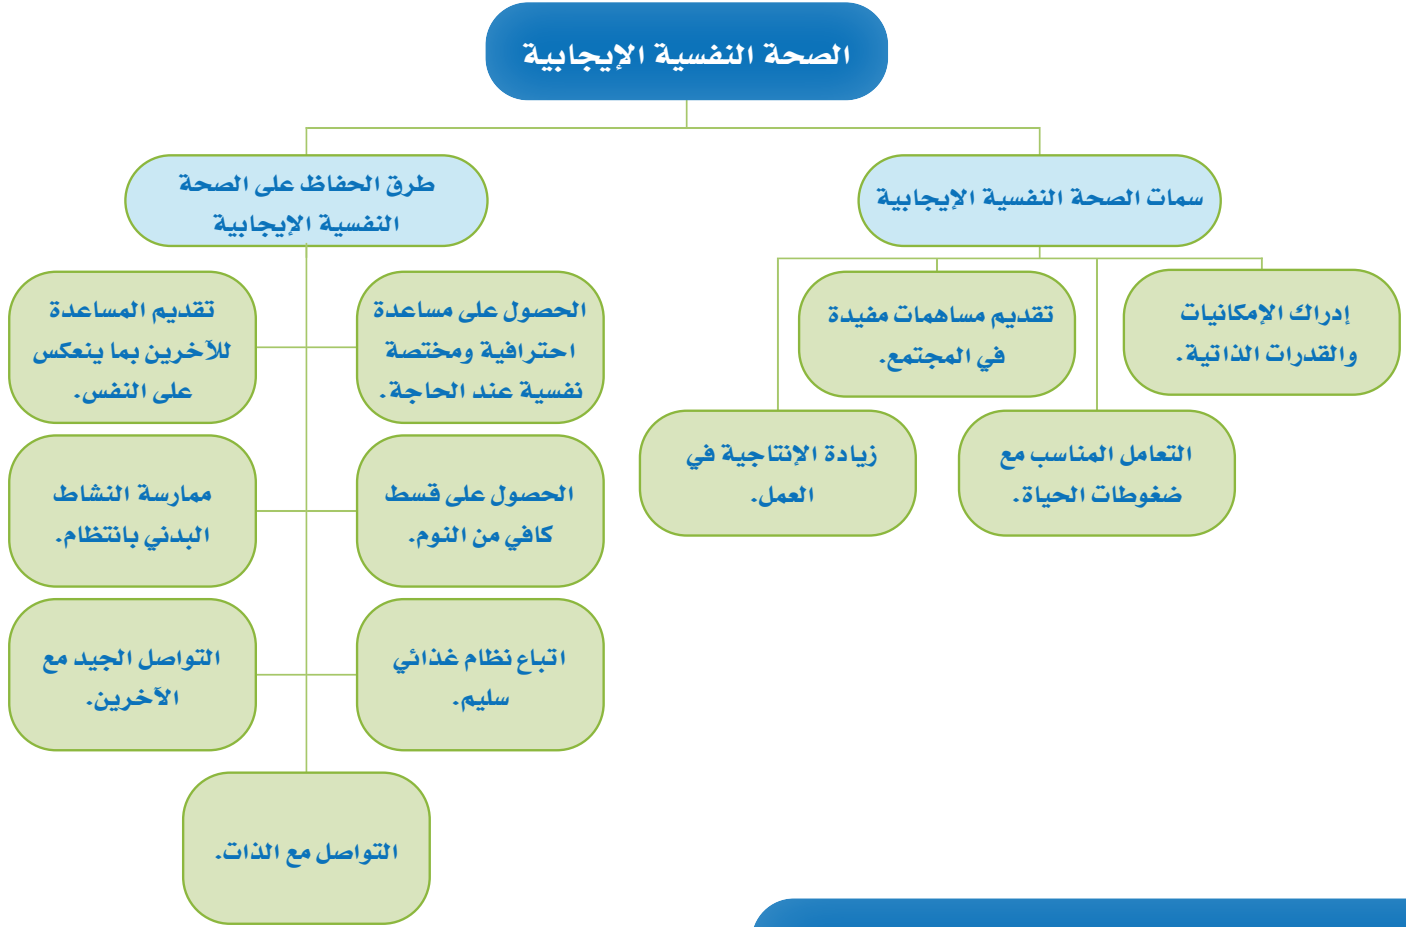 الصحة النفسية الإيجابية
سمات الصحة النفسية الإيجابية
إدراك الإمكانيات
والقدرات الذاتية.
تقديم مساهمات مفيدة
في المجتمع.
التعامل المناسب مع
ضغوطات الحياة.
زيادة الإنتاجية في
العمل.
طرق الحفاظ على الصحة
النفسية الإيجابية
الحصول على مساعدة
احترافية ومختصة
نفسية عند الحاجة.
تقديم المساعدة
للآخرين بما ينعكس
على النفس.
الحصول على قسط
كافي من النوم.
ممارسة النشاط
البدني بانتظام.
اتباع نظام غذائي
سليم.
التواصل الجيد مع
الآخرين.
التواصل مع الذات.